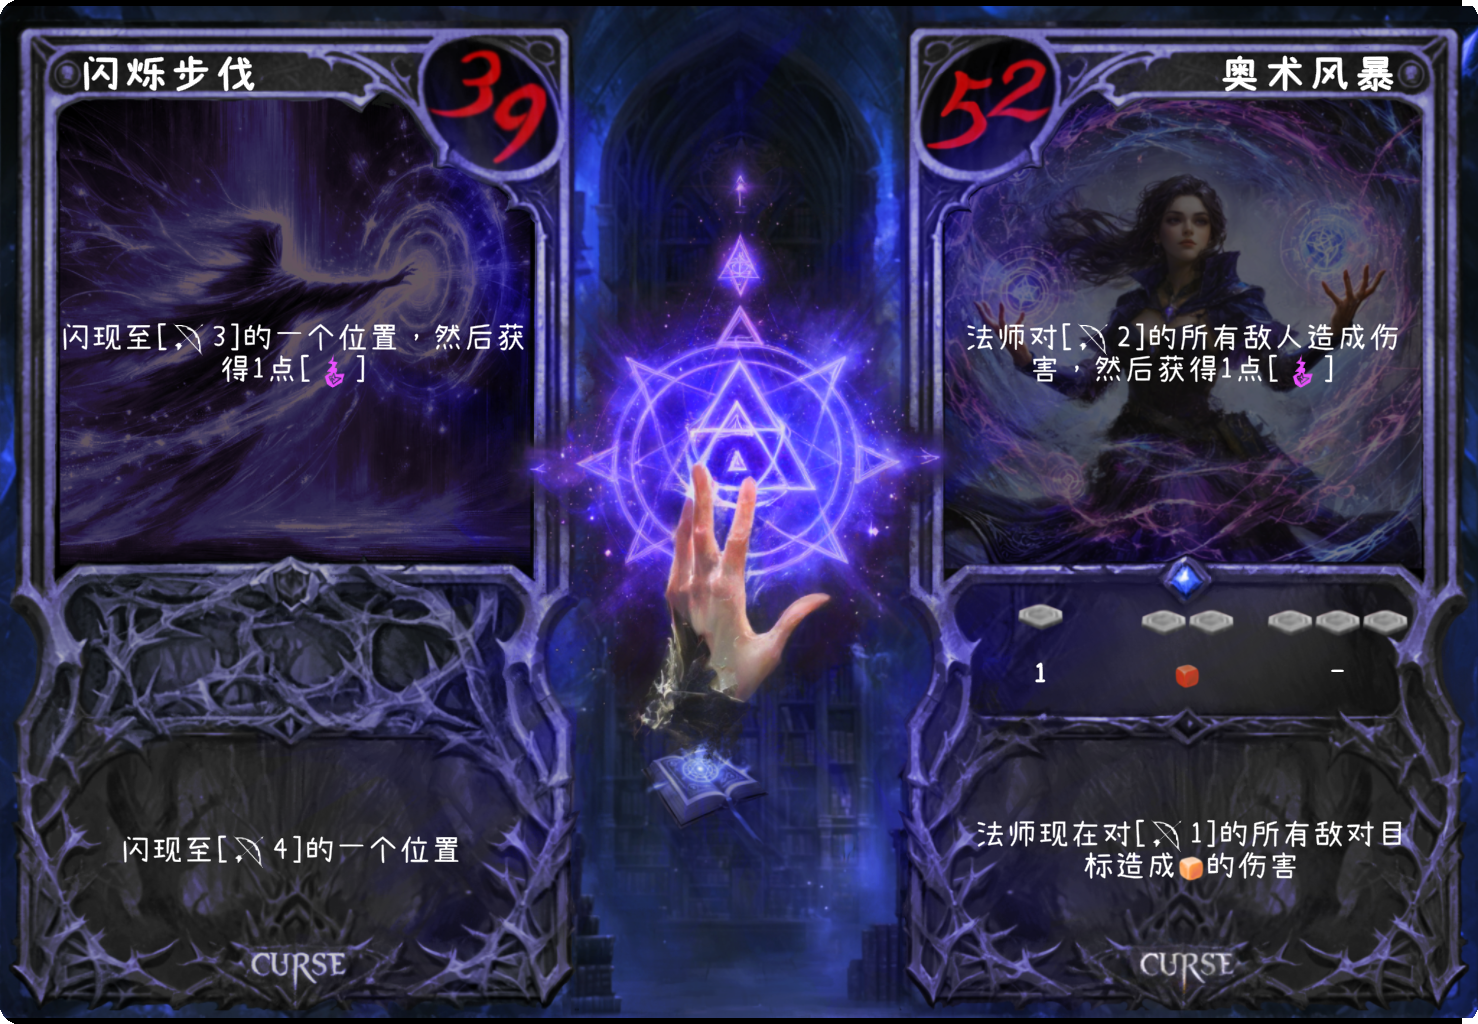 闪烁步伐
39
闪现至[ 3]的一个位置，然后获
得1点[ ]
闪现至[ 4]的一个位置
CURSE
52
奥术风暴
法师对[ 2]的所有敌人造成伤
害，然后获得1点[ ]
1
-
法师现在对[ 1]的所有敌对目
标造成 的伤害
CURSE